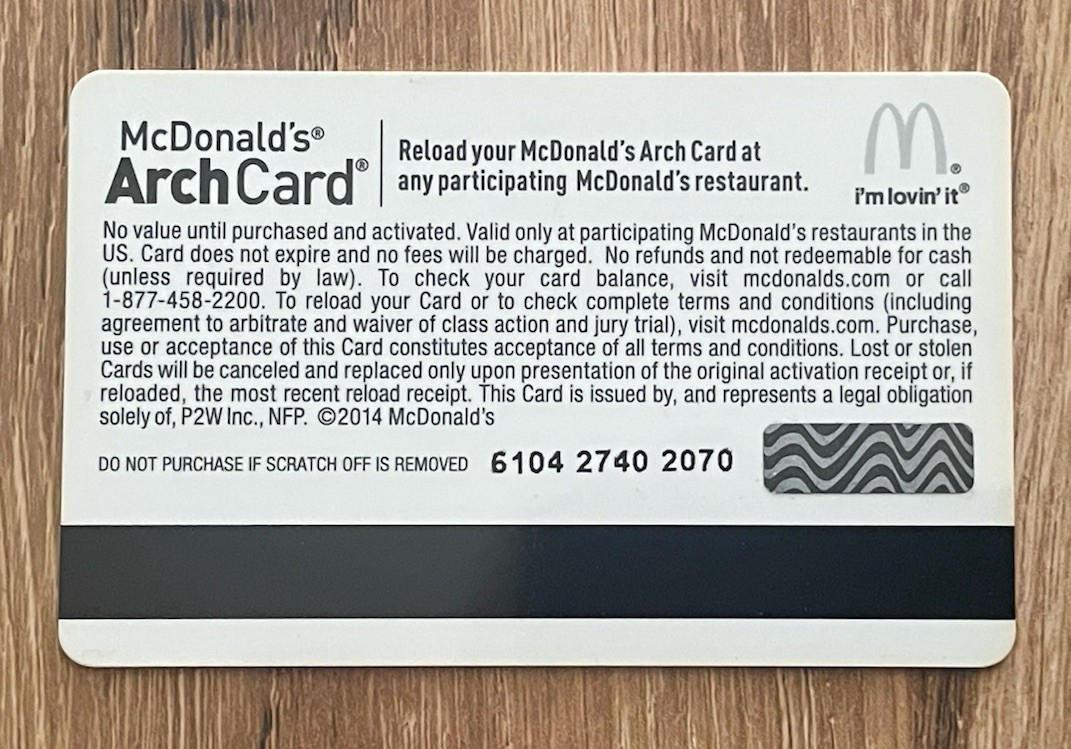 McDonald's®
ArchCard®
Reload your McDonald's Arch Card at
any participating McDonald's restaurant.
M®
i'm lovin' it®
No value until purchased and activated. Valid only at participating McDonald's restaurants in the
US. Card does not expire and no fees will be charged. No refunds and not redeemable for cash
(unless required by law). To check your card balance, visit mcdonalds.com or call
1-877-458-2200. To reload your Card or to check complete terms and conditions (including
agreement to arbitrate and waiver of class action and jury trial), visit mcdonalds.com. Purchase,
use or acceptance of this Card constitutes acceptance of all terms and conditions. Lost or stolen
Cards will be canceled and replaced only upon presentation of the original activation receipt or, if
reloaded, the most recent reload receipt. This Card is issued by, and represents a legal obligation
solely of, P2W Inc., NFP. ©2014 McDonald's
DO NOT PURCHASE IF SCRATCH OFF IS REMOVED 6104 2740 2070